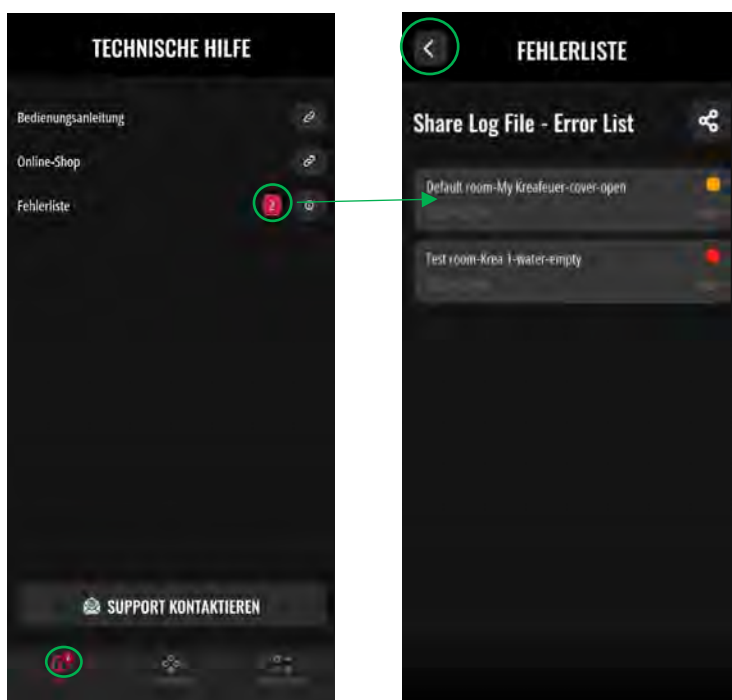 TECHNISCHE HILFE
Bedienungsanleitung
Online-Shop
Fehlerliste
2
SUPPORT KONTAKTIEREN
FEHLERLISTE
Share Log File - Error List
Default room-My Kreafeuer-cover-open
Test room-Krea 1-water-empty